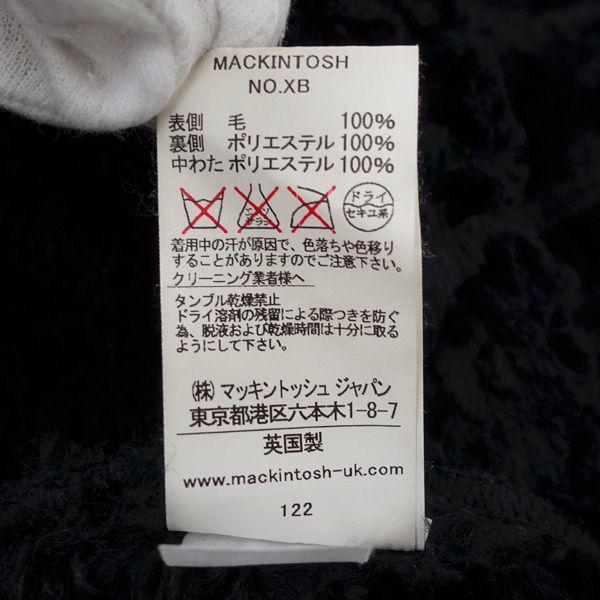 MACKINTOSH
NO.XB
表側 毛 100%
裏側 ポリエステル 100%
中わた ポリエステル 100%
ドライ
セキユ系
着用中の汗が原因で、色落ちや色移り
することがありますのでご注意下さい。
クリーニング業者様へ
タンブル乾燥禁止
ドライ溶剤の残留による際つきを防ぐ
為、脱液および乾燥時間は十分に取る
ようにして下さい。
(株) マッキントッシュ ジャパン
東京都港区六本木1-8-7
英国製
www.mackintosh-uk.com
122